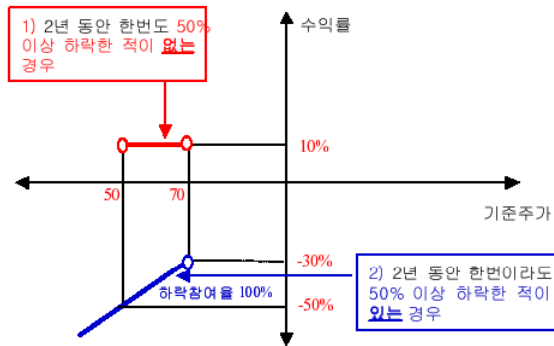 1) 2년 동안 한번도 50%
이상 하락한 적이 없는
경우
수익률
10%
50
70
기준주가
-30%
하락참여율 100%
-50%
2) 2년 동안 한번이라도
50% 이상 하락한 적이
있는 경우